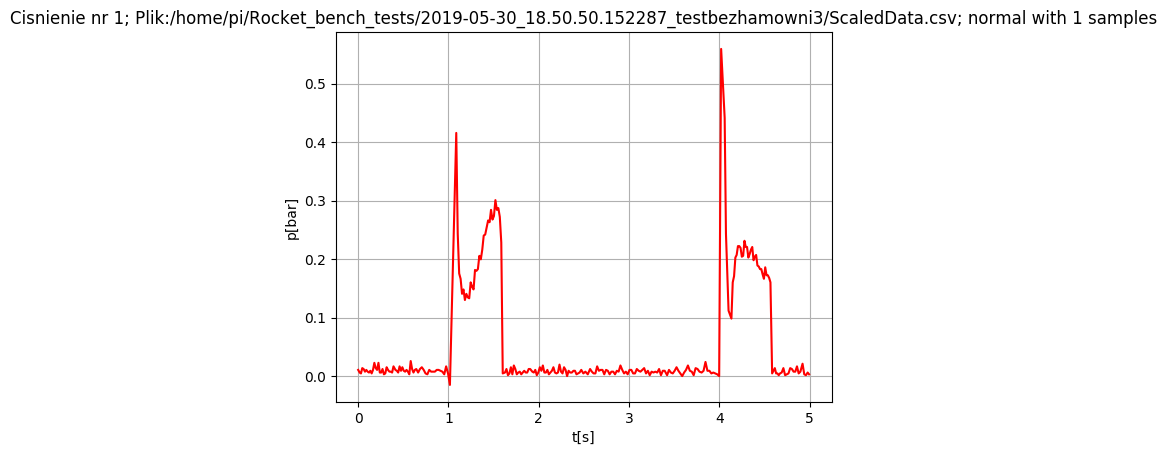 Cisnienie nr 1; Plik:/home/pi/Rocket_bench_tests/2019-05-30_18.50.50.152287_testbezhamowni3/ScaledData.csv; normal with 1 samples
0.5
0.4
0.3
0.2
0.1
0.0
p[bar]
0 1 2 3 4 5
t[s]